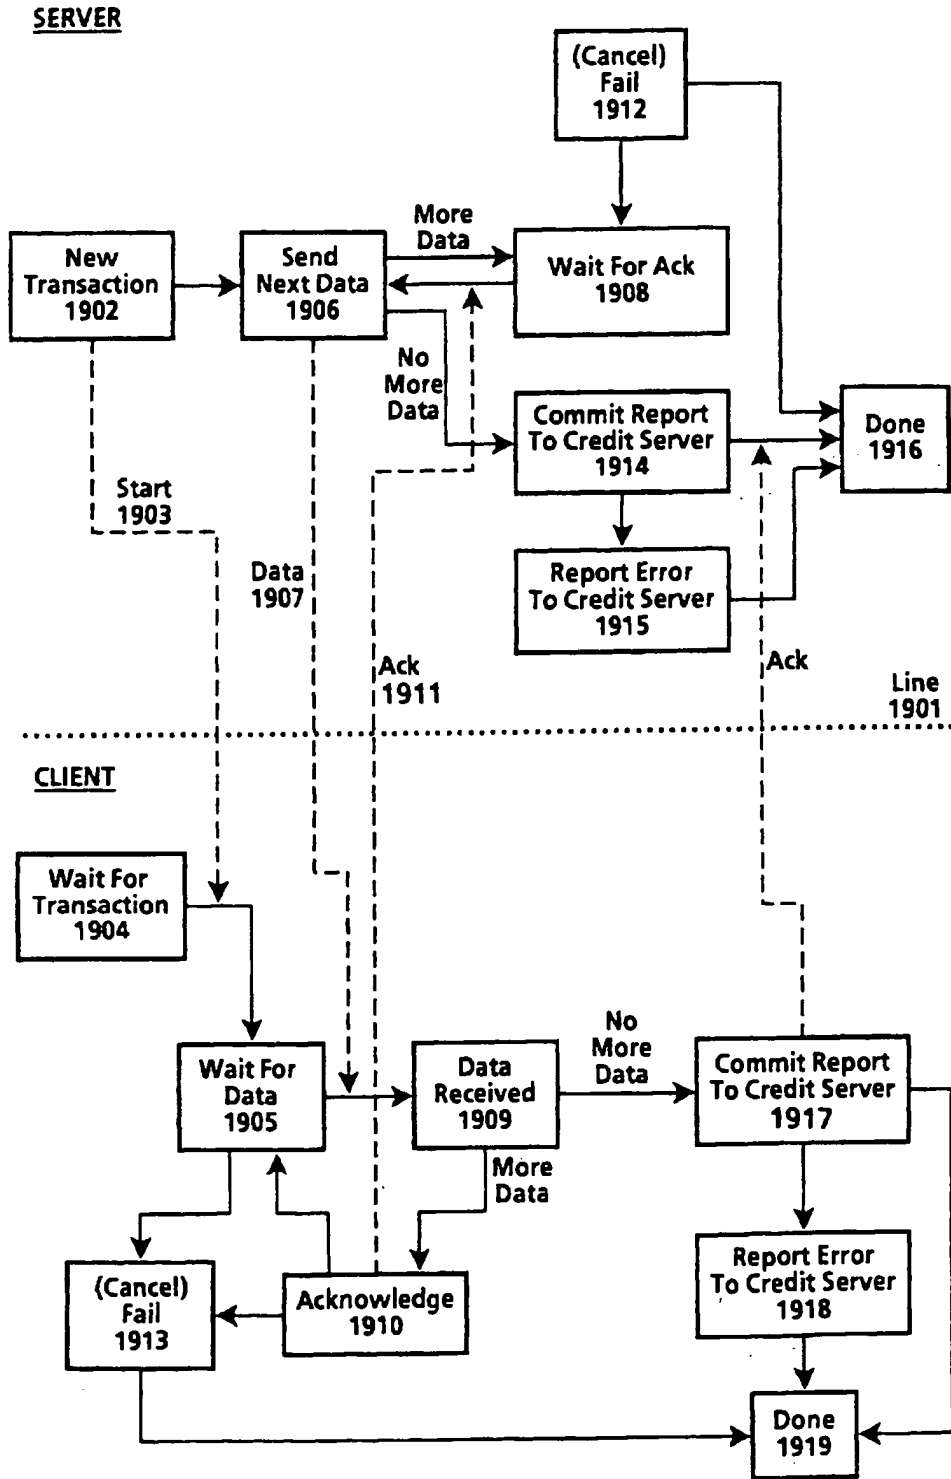 SERVER
(Cancel)
Fail
1912
More
Data
New
Transaction
1902
Send
Next Data
1906
Wait For Ack
1908
No
More
Data
Commit Report
To Credit Server
1914
Done
1916
Start
1903
Data
1907
Report Error
To Credit Server
1915
Ack
1911
Ack
Line
1901
CLIENT
Wait For
Transaction
1904
Wait For
Data
1905
Data
Received
1909
No
More
Data
Commit Report
To Credit Server
1917
More
Data
(Cancel)
Fail
1913
Acknowledge
1910
Report Error
To Credit Server
1918
Done
1919